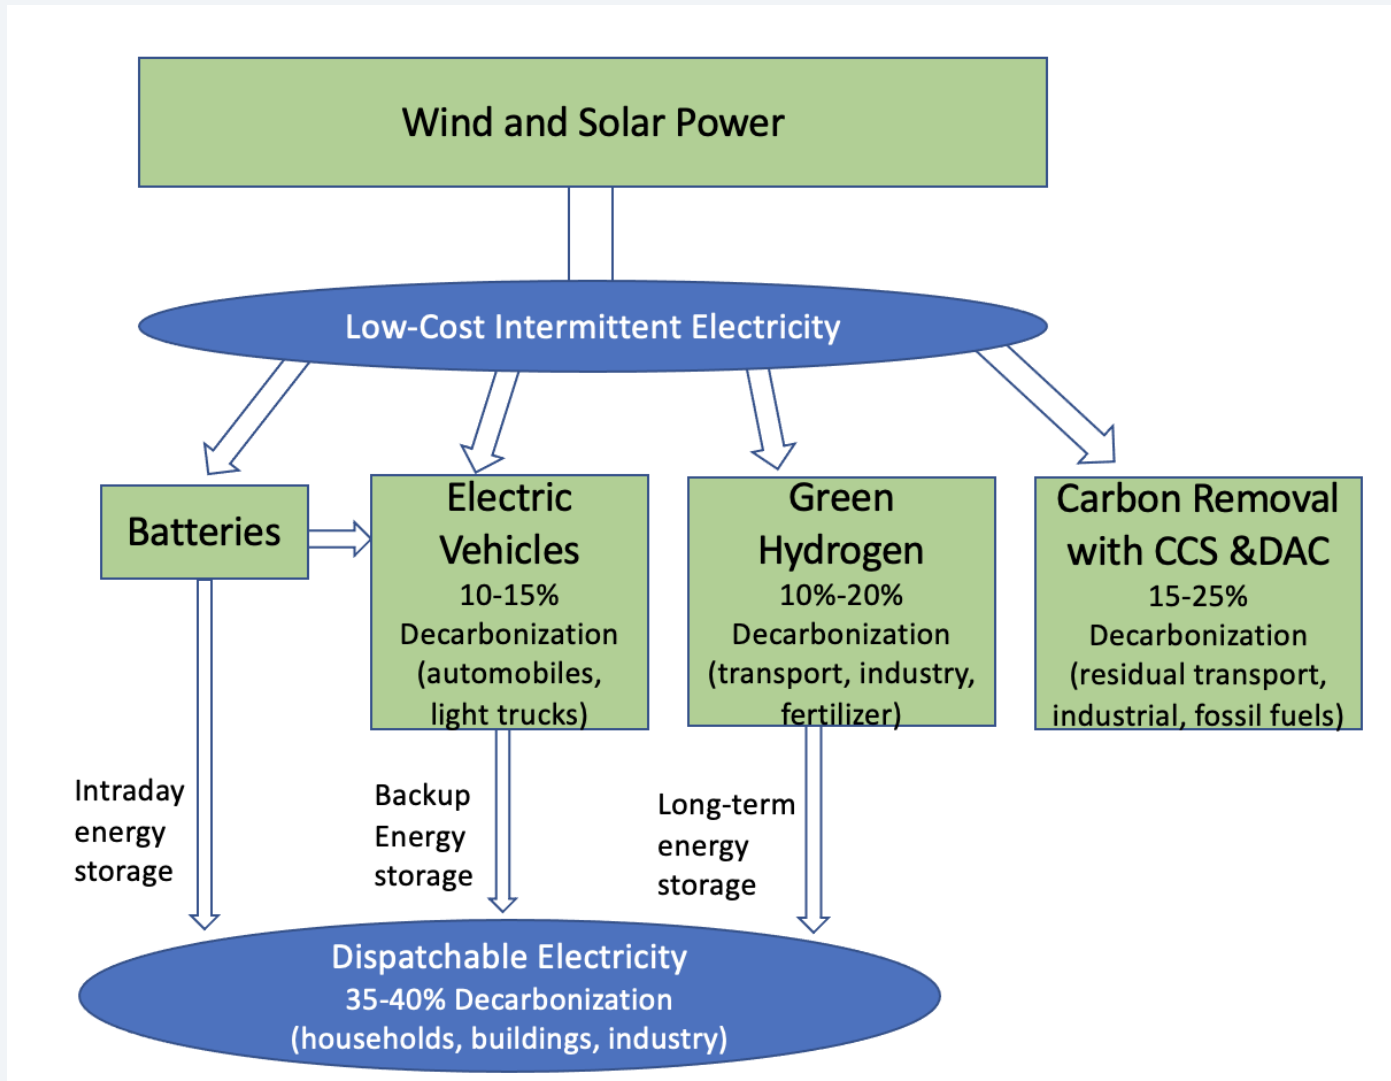 Wind and Solar Power
Low-Cost Intermittent Electricity
Batteries
Electric
Vehicles
10-15%
Decarbonization
(automobiles,
light trucks)
Green
Hydrogen
10%-20%
Decarbonization
(transport, industry,
fertilizer)
Carbon Removal
with CCS &DAC
15-25%
Decarbonization
(residual transport,
industrial, fossil fuels)
Intraday
energy
storage
Backup
Energy
storage
Long-term
energy
storage
Dispatchable Electricity
35-40% Decarbonization
(households, buildings, industry)